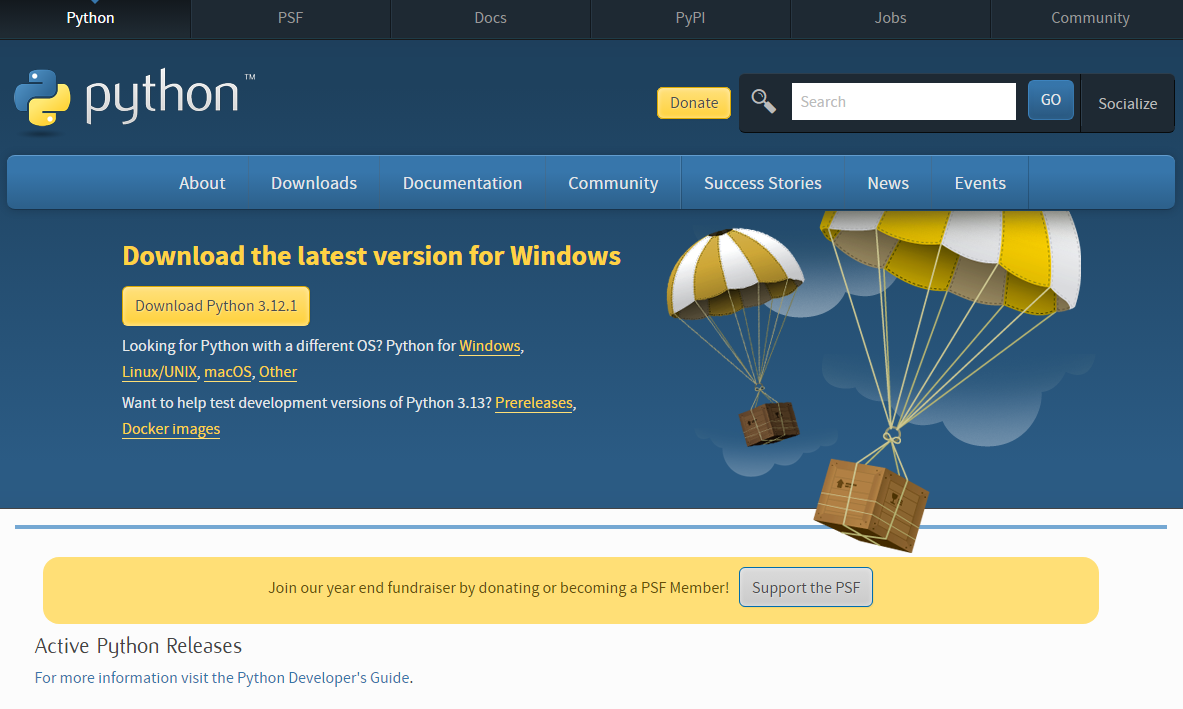 Python PSF Docs PyPI Jobs Community
python™
Donate Search GO Socialize
About Downloads Documentation Community Success Stories News Events
Download the latest version for Windows
Download Python 3.12.1
Looking for Python with a different OS? Python for Windows,
Linux/UNIX, macOS, Other
Want to help test development versions of Python 3.13? Prereleases,
Docker images
Join our year end fundraiser by donating or becoming a PSF Member! Support the PSF
Active Python Releases
For more information visit the Python Developer's Guide.